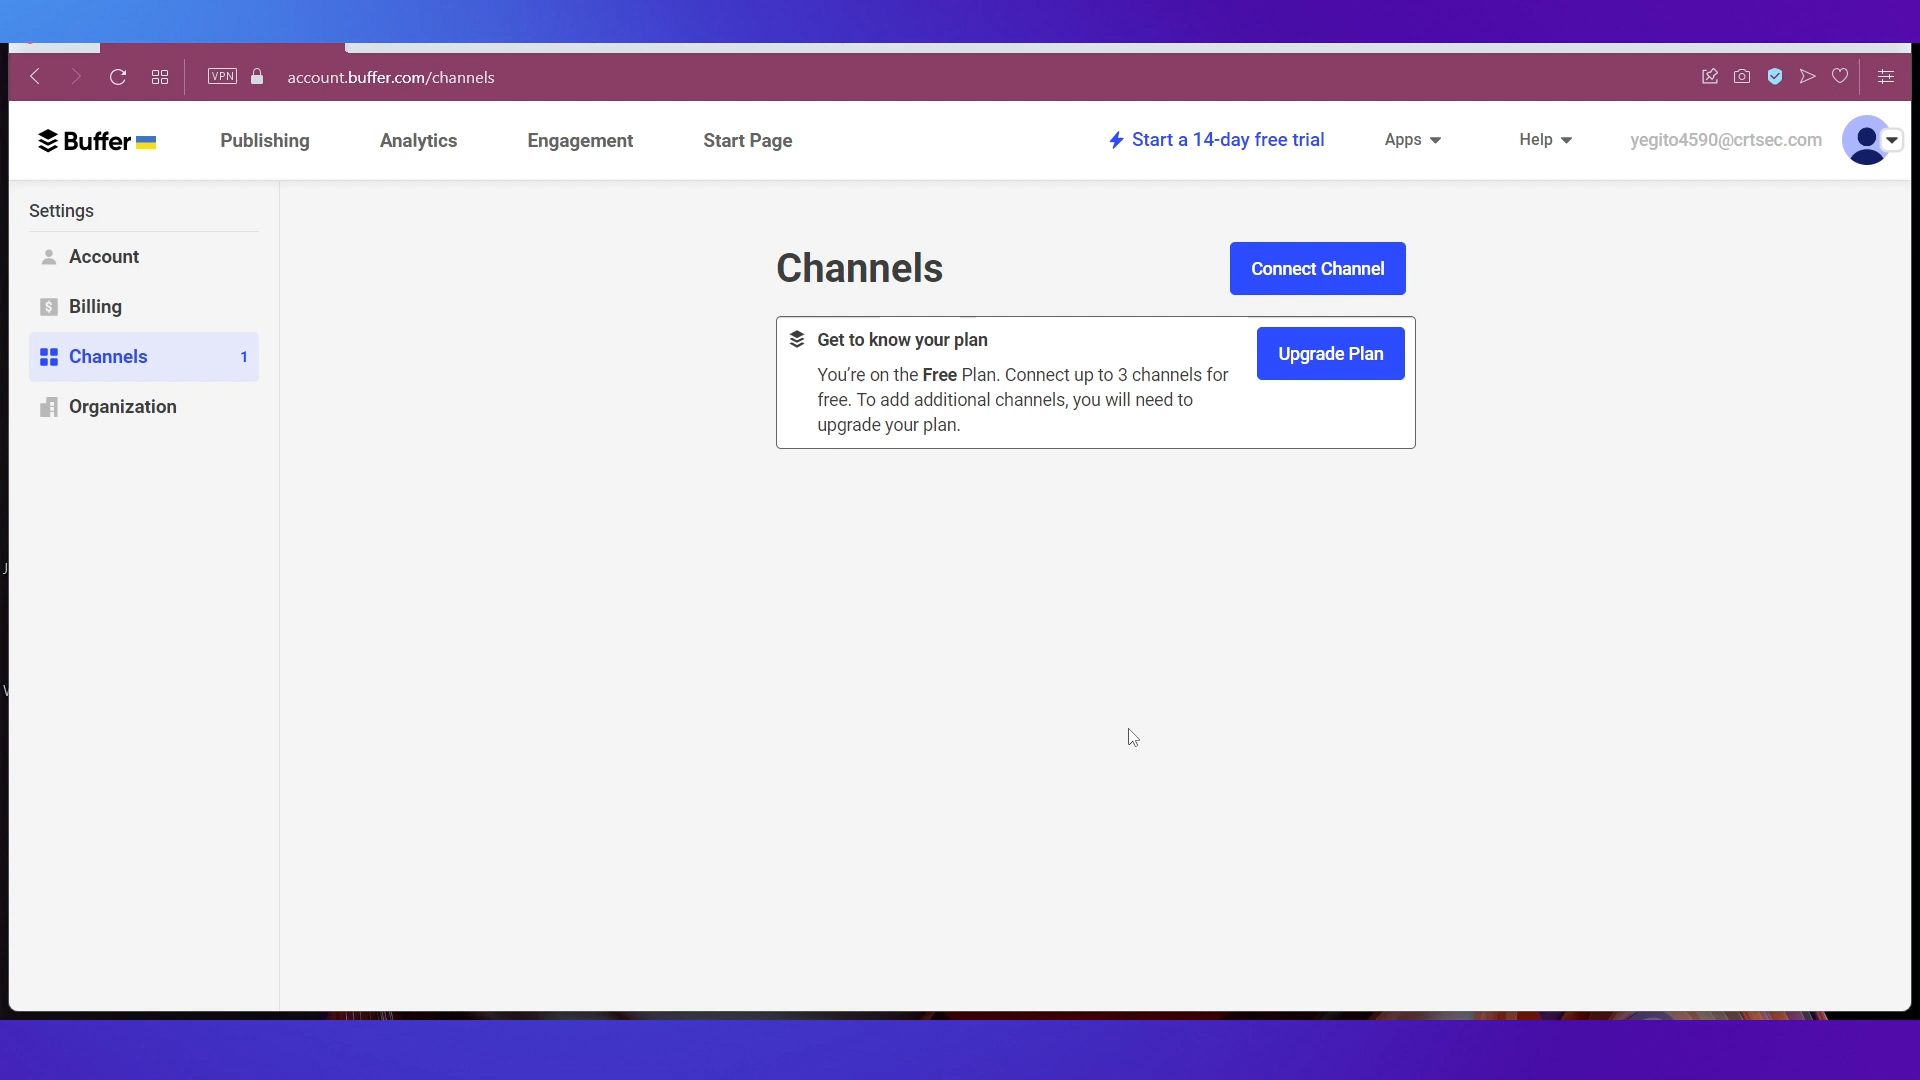 VPN account.buffer.com/channels
Buffer Publishing Analytics Engagement Start Page Start a 14-day free trial Apps Help yegito4590@crtsec.com
Settings
Account
Billing
Channels 1
Organization
Channels
Connect Channel
Get to know your plan
You're on the Free Plan. Connect up to 3 channels for
free. To add additional channels, you will need to
upgrade your plan.
Upgrade Plan